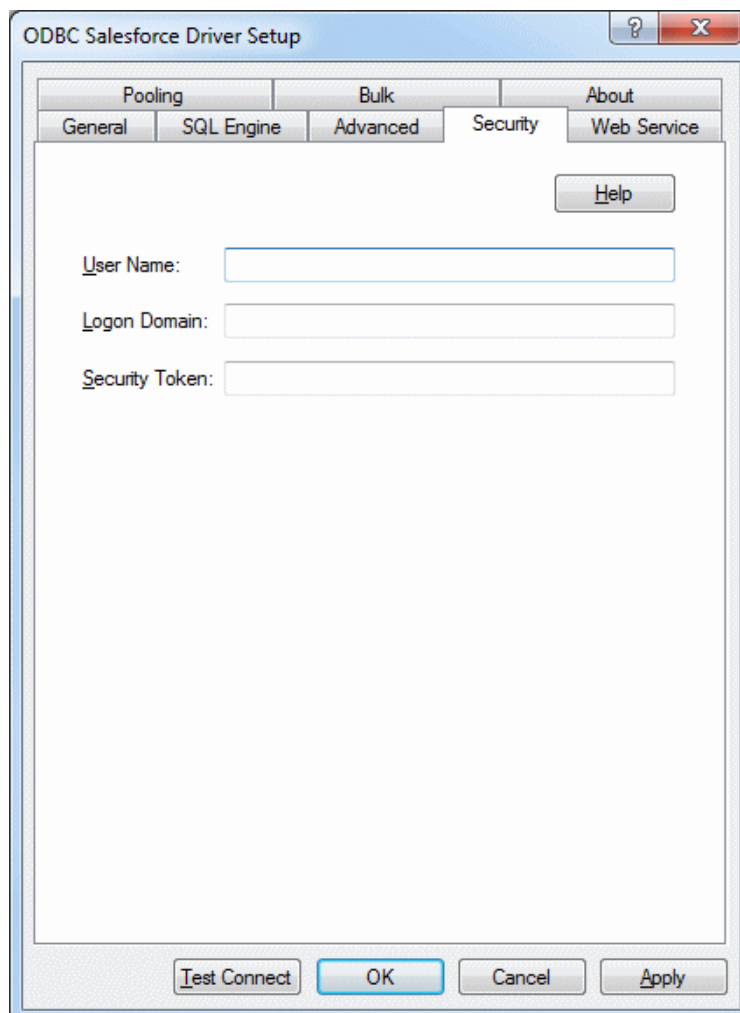 ODBC Salesforce Driver Setup
Pooling Bulk About
General SQL Engine Advanced Security Web Service
Help
User Name:
Logon Domain:
Security Token:
Test Connect OK Cancel Apply